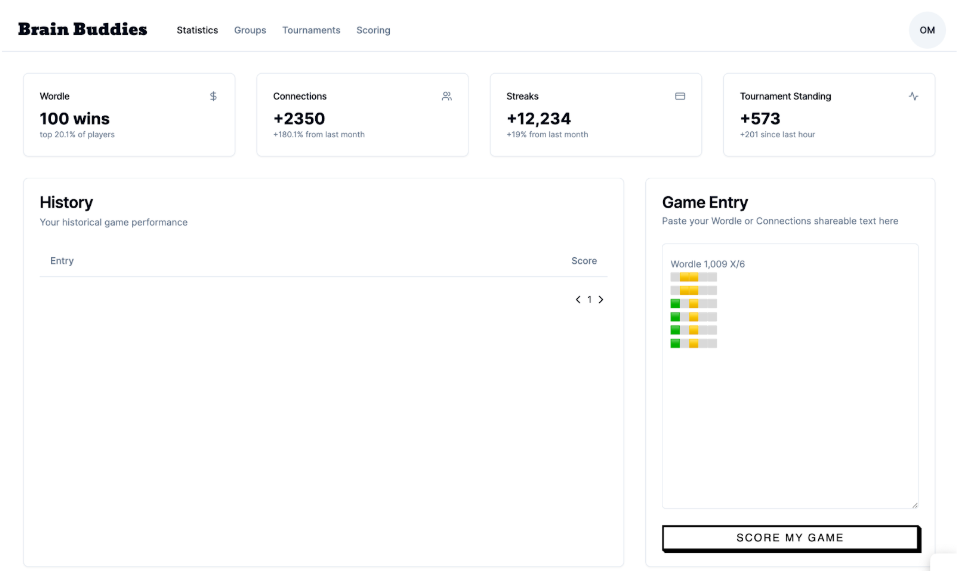 Brain Buddies
Statistics Groups Tournaments Scoring
OM
Wordle
100 wins
top 20.1% of players
Connections
+2350
+180.1% from last month
Streaks
+12,234
+19% from last month
Tournament Standing
+573
+201 since last hour
History
Your historical game performance
Entry Score
1
Game Entry
Paste your Wordle or Connections shareable text here
Wordle 1,009 X/6
SCORE MY GAME